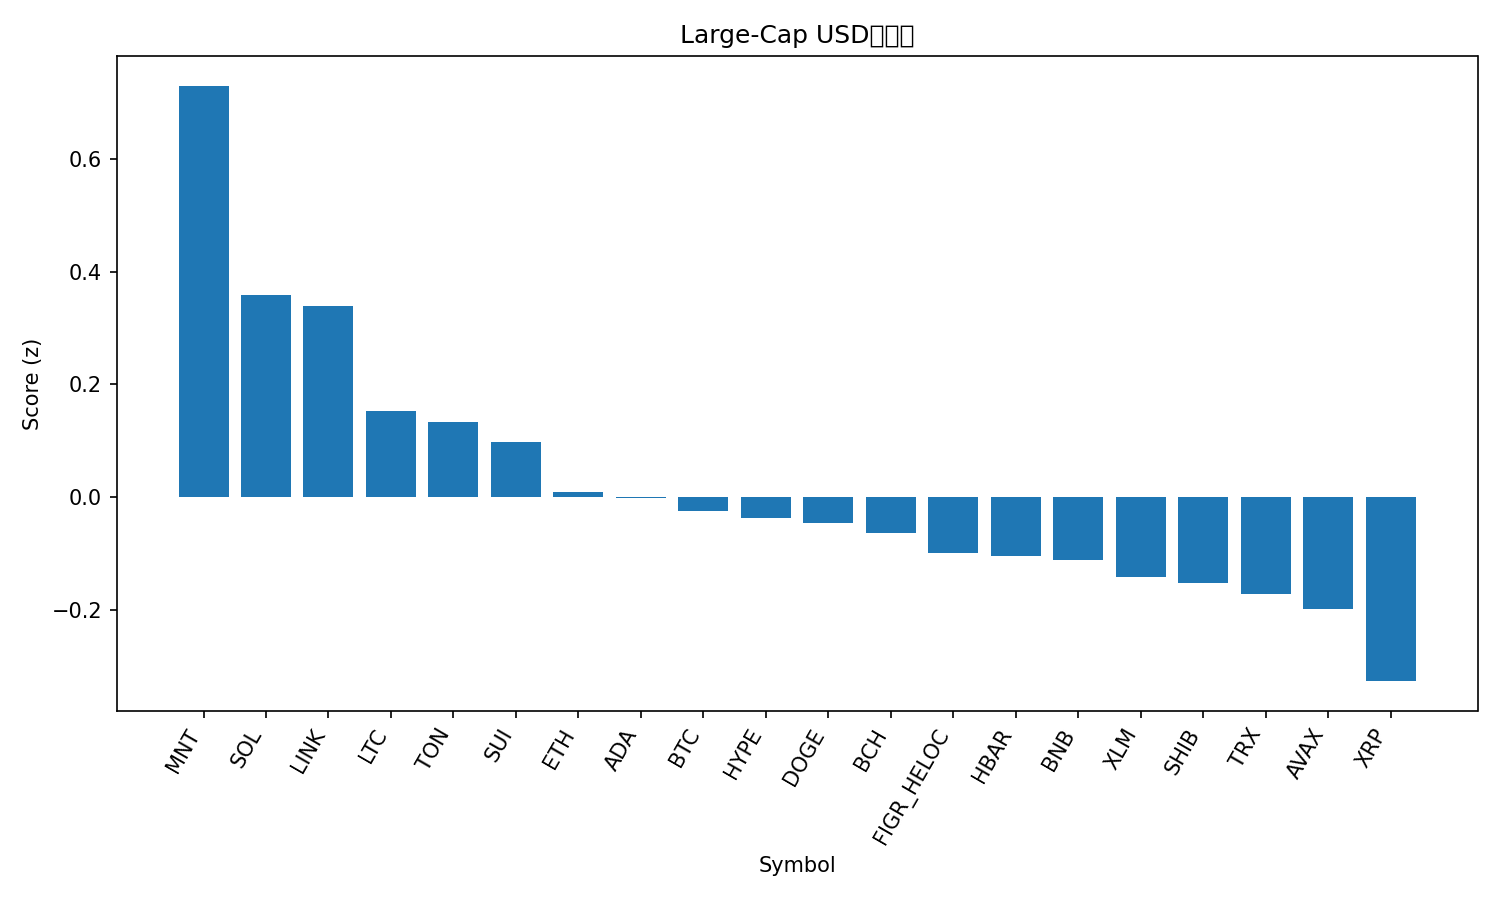 Large-Cap USD
Score (z)
0.6
0.4
0.2
0.0
−0.2
MNT
SOL
LINK
LTC
TON
SUI
ETH
ADA
BTC
HYPE
DOGE
BCH
FIGR_HELOC
HBAR
BNB
XLM
SHIB
TRX
AVAX
XRP
Symbol